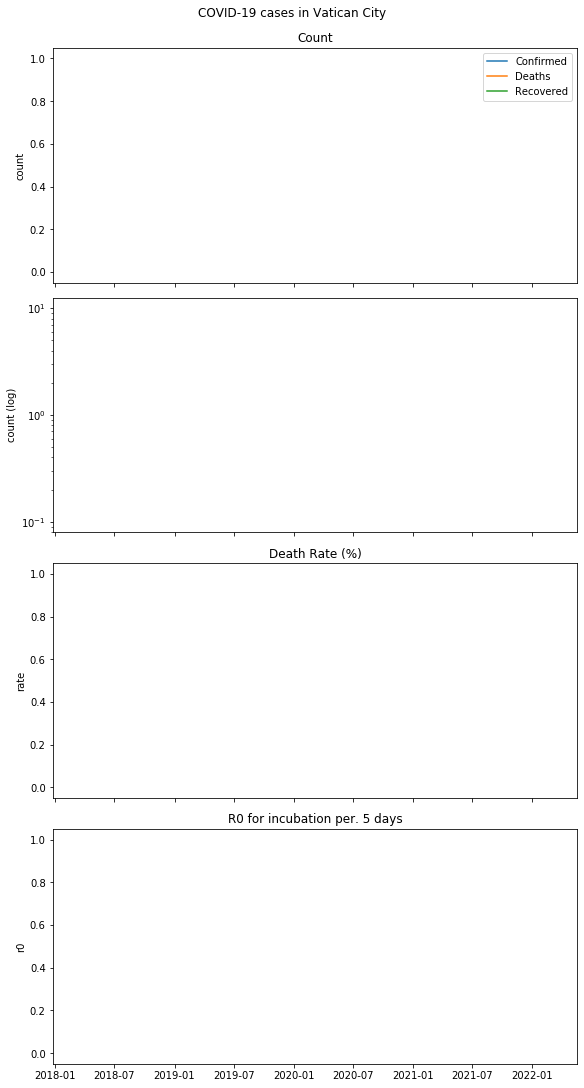 COVID-19 cases in Vatican City
Count
Confirmed
Deaths
Recovered
1.0
0.8
0.6
0.4
0.2
0.0
count
10¹
10⁰
10⁻¹
count (log)
Death Rate (%)
1.0
0.8
0.6
0.4
0.2
0.0
rate
R0 for incubation per. 5 days
1.0
0.8
0.6
0.4
0.2
0.0
r0
2018-01 2018-07 2019-01 2019-07 2020-01 2020-07 2021-01 2021-07 2022-01